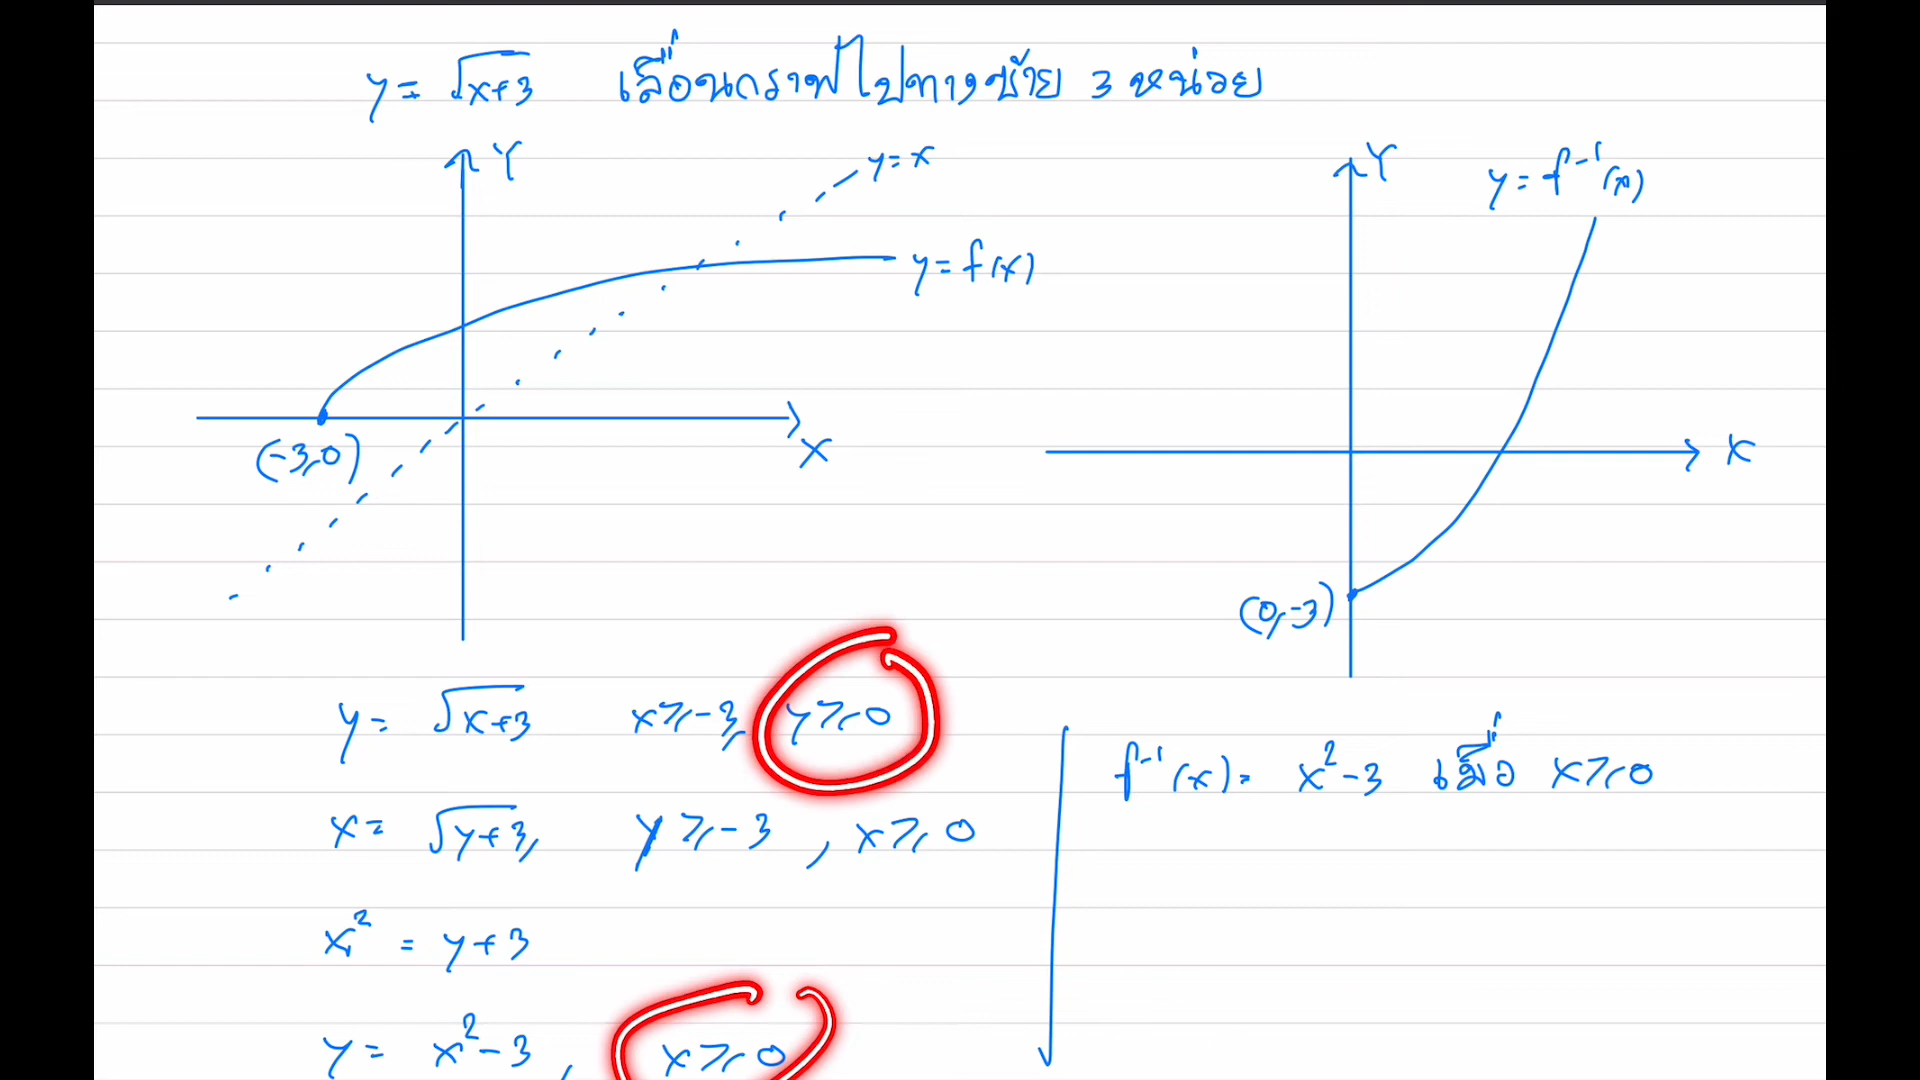 y = √x+3 เลื่อนกราฟไปทางซ้าย 3 หน่วย
Y
y = x
y = f(x)
(-3,0)
X
Y
y = f⁻¹(x)
X
(0,-3)
y = √x+3 x ≥ -3, y ≥ 0
x = √y+3, y ≥ -3 , x ≥ 0
x² = y+3
y = x²-3 , x ≥ 0
f⁻¹(x) = x²-3 เมื่อ x ≥ 0